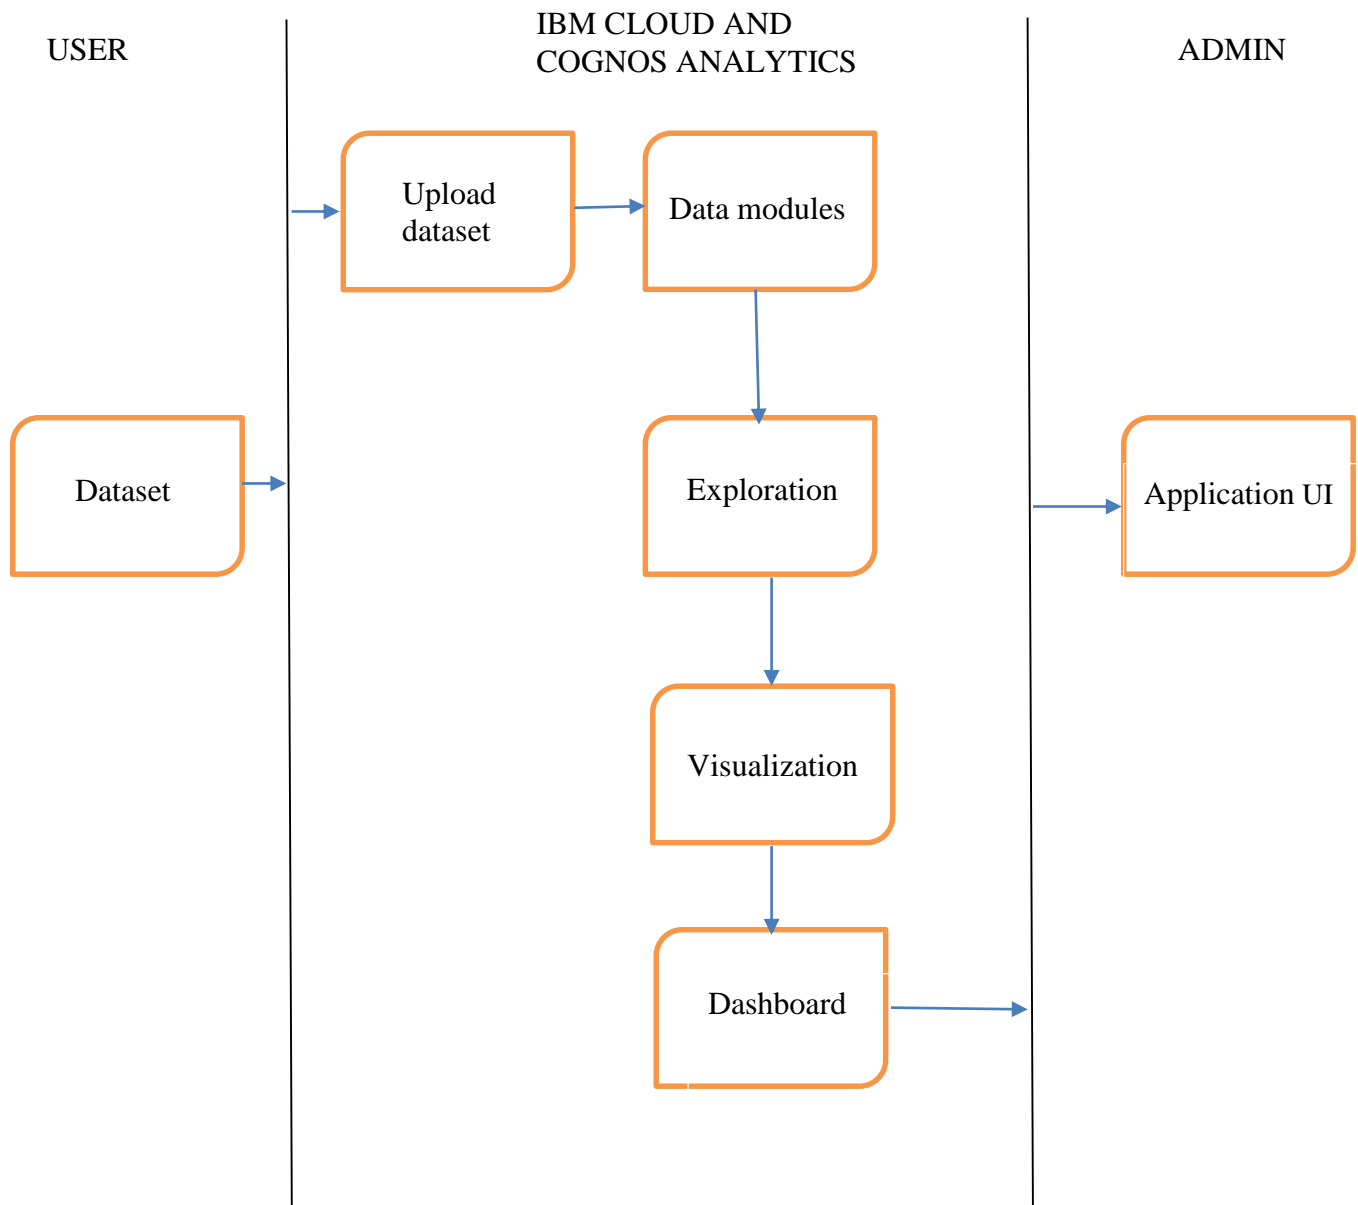 USER
IBM CLOUD AND
COGNOS ANALYTICS
ADMIN
Upload
dataset
Data modules
Dataset
Exploration
Application UI
Visualization
Dashboard